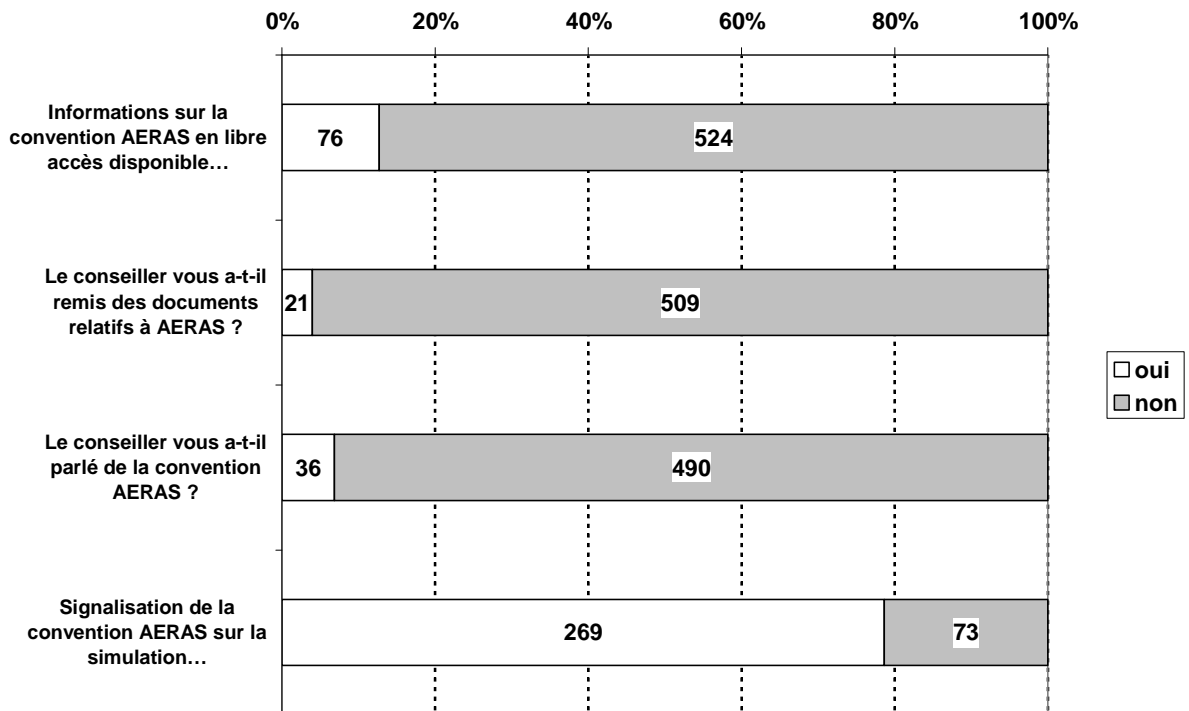 0% 20% 40% 60% 80% 100%
Informations sur la
convention AERAS en libre
accès disponible…
76 524
Le conseiller vous a-t-il
remis des documents
relatifs à AERAS ?
21 509
Le conseiller vous a-t-il
parlé de la convention
AERAS ?
36 490
Signalisation de la
convention AERAS sur la
simulation…
269 73
oui
non